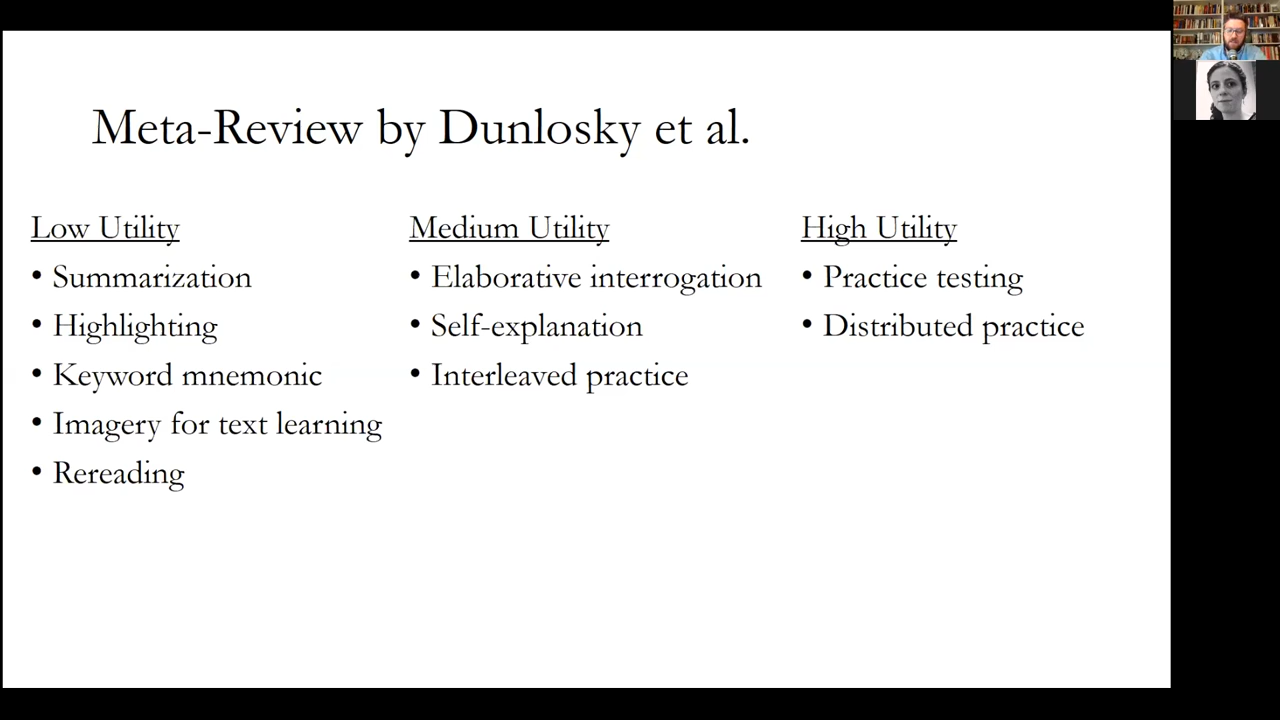 Meta-Review by Dunlosky et al.
Low Utility
• Summarization
• Highlighting
• Keyword mnemonic
• Imagery for text learning
• Rereading
Medium Utility
• Elaborative interrogation
• Self-explanation
• Interleaved practice
High Utility
• Practice testing
• Distributed practice